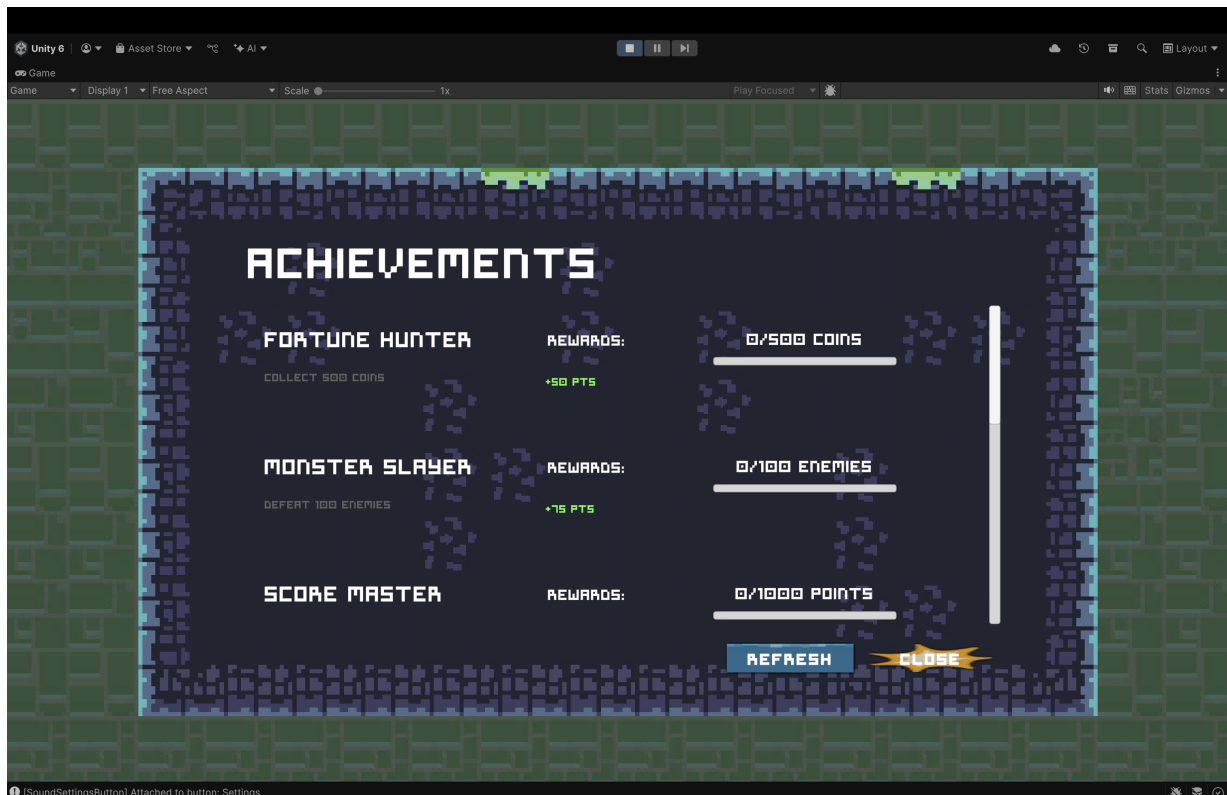 Unity 6 Asset Store AI Layout
Game
Game Display 1 Free Aspect Scale 1x Play Focused Stats Gizmos
ACHIEVEMENTS
FORTUNE HUNTER REWARDS: 0/500 COINS
COLLECT 500 COINS +50 PTS
MONSTER SLAYER REWARDS: 0/100 ENEMIES
DEFEAT 100 ENEMIES +75 PTS
SCORE MASTER REWARDS: 0/1000 POINTS
REFRESH CLOSE
[SoundSettingsButton] Attached to button: Settings